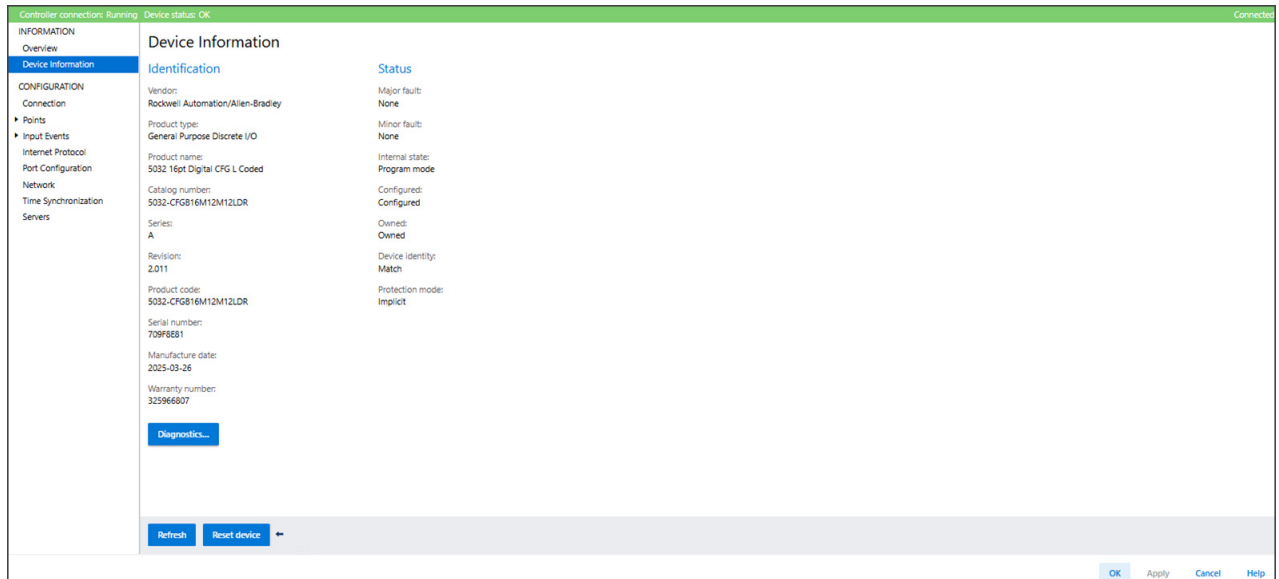 Controller connection: Running Device status: OK Connected
INFORMATION
Overview
Device Information
CONFIGURATION
Connection
Points
Input Events
Internet Protocol
Port Configuration
Network
Time Synchronization
Servers
Device Information
Identification
Vendor:
Rockwell Automation/Allen-Bradley
Product type:
General Purpose Discrete I/O
Product name:
5032 16pt Digital CFG L Coded
Catalog number:
5032-CFGB16M12M12LDR
Series:
A
Revision:
2.011
Product code:
5032-CFGB16M12M12LDR
Serial number:
709F8E81
Manufacture date:
2025-03-26
Warranty number:
325966807
Diagnostics...
Status
Major fault:
None
Minor fault:
None
Internal state:
Program mode
Configured:
Configured
Owned:
Owned
Device identity:
Match
Protection mode:
Implicit
Refresh Reset device
OK Apply Cancel Help